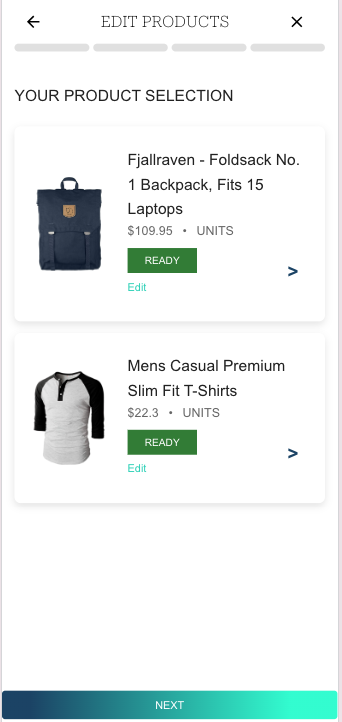 EDIT PRODUCTS
YOUR PRODUCT SELECTION
Fjallraven - Foldsack No.
1 Backpack, Fits 15
Laptops
$109.95 • UNITS
READY
>
Edit
Mens Casual Premium
Slim Fit T-Shirts
$22.3 • UNITS
READY
>
Edit
NEXT